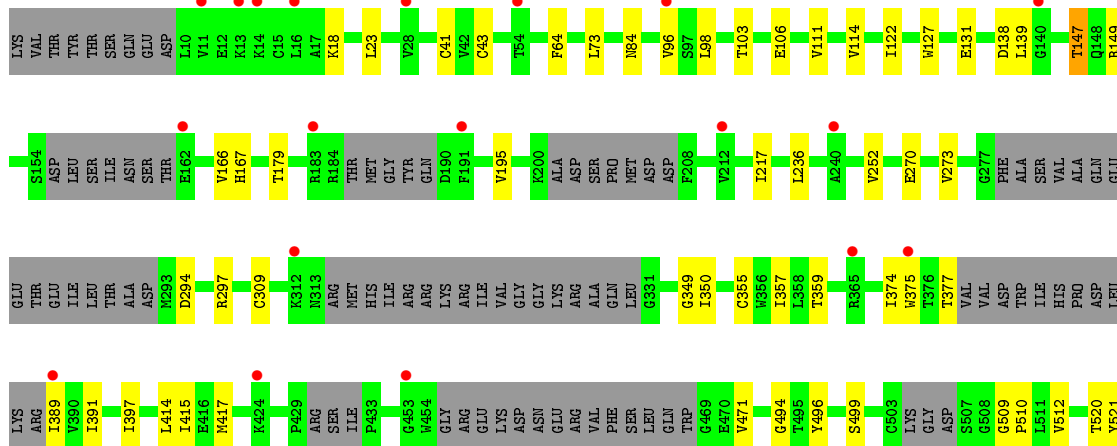 LYS VAL THR TYR THR SER GLN GLU ASP L10 V11 E12 K13 K14 C15 L16 A17 K18 L23 V28 C41 V42 C43 T54 F64 L73 N84 V96 S97 L98 T103 E106 V111 V114 I122 W127 E131 D138 L139 G140 T147 Q148 R149
S154 ASP LEU SER ILE ASN SER THR E162 V166 H167 T179 R183 R184 THR MET GLY TYR GLN D190 F191 V195 K200 ALA ASP SER PRO MET ASP ASP F208 V212 I217 L236 A240 V252 E270 V273 G277 PHE ALA SER VAL ALA GLN GLU
GLU THR GLU ILE LEU THR ALA ASP M293 D294 R297 C309 K312 N313 ARG MET HIS ILE ARG ARG LYS ARG ILE VAL GLY GLY LYS ARG ALA GLN LEU G331 G349 I350 C355 W356 I357 L358 T359 R365 I374 W375 T376 T377 VAL VAL ASP TRP ILE HIS PRO ASP LEU
LYS ARG I389 V390 I391 I397 L414 I415 E416 M417 K424 P429 ARG SER ILE P433 G453 W454 GLY ARG GLU LYS ASP ASN GLU ARG VAL PHE SER LEU GLN TRP G469 E470 V471 G494 T495 Y496 S499 C503 LYS GLY ASP S507 G508 G509 P510 L511 V512 T520 Y521